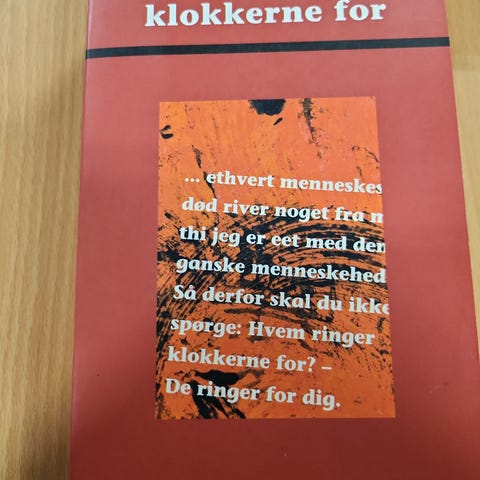 klokkerne for
... ethvert menneskes
død river noget fra m
thi jeg er eet med den
ganske menneskehed
Så derfor skal du ikke
spørge: Hvem ringer
klokkerne for? –
De ringer for dig.